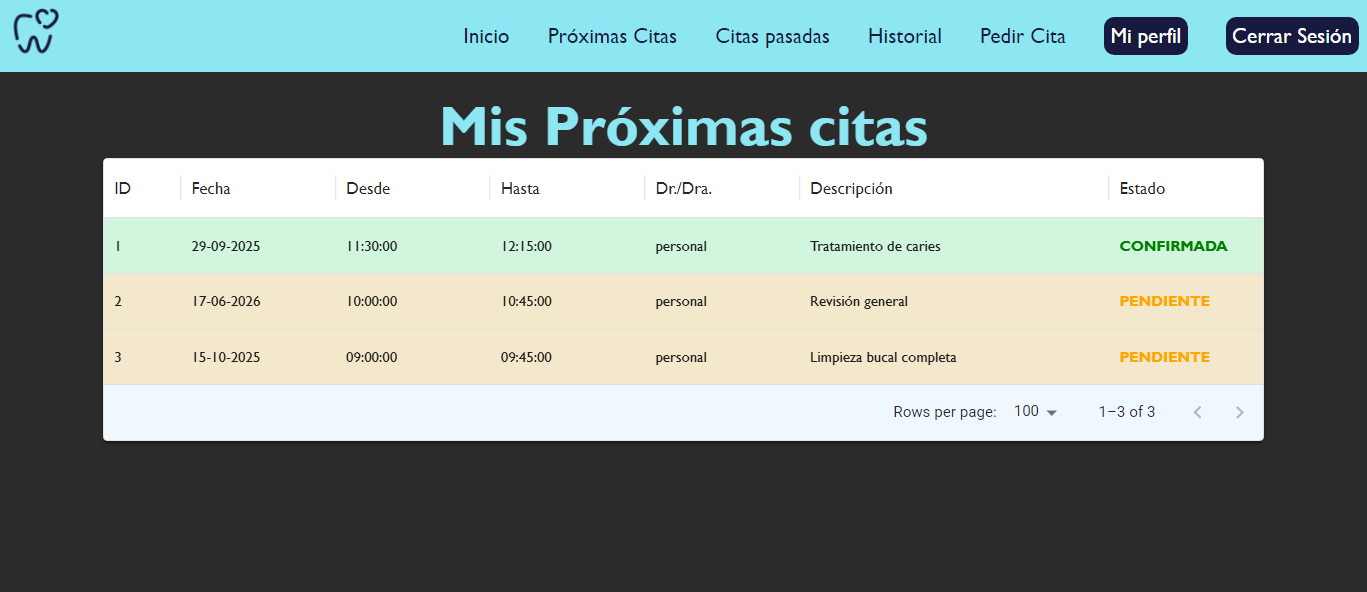 Inicio Próximas Citas Citas pasadas Historial Pedir Cita Mi perfil Cerrar Sesión
Mis Próximas citas
ID Fecha Desde Hasta Dr./Dra. Descripción Estado
1 29-09-2025 11:30:00 12:15:00 personal Tratamiento de caries CONFIRMADA
2 17-06-2026 10:00:00 10:45:00 personal Revisión general PENDIENTE
3 15-10-2025 09:00:00 09:45:00 personal Limpieza bucal completa PENDIENTE
Rows per page: 100 1–3 of 3